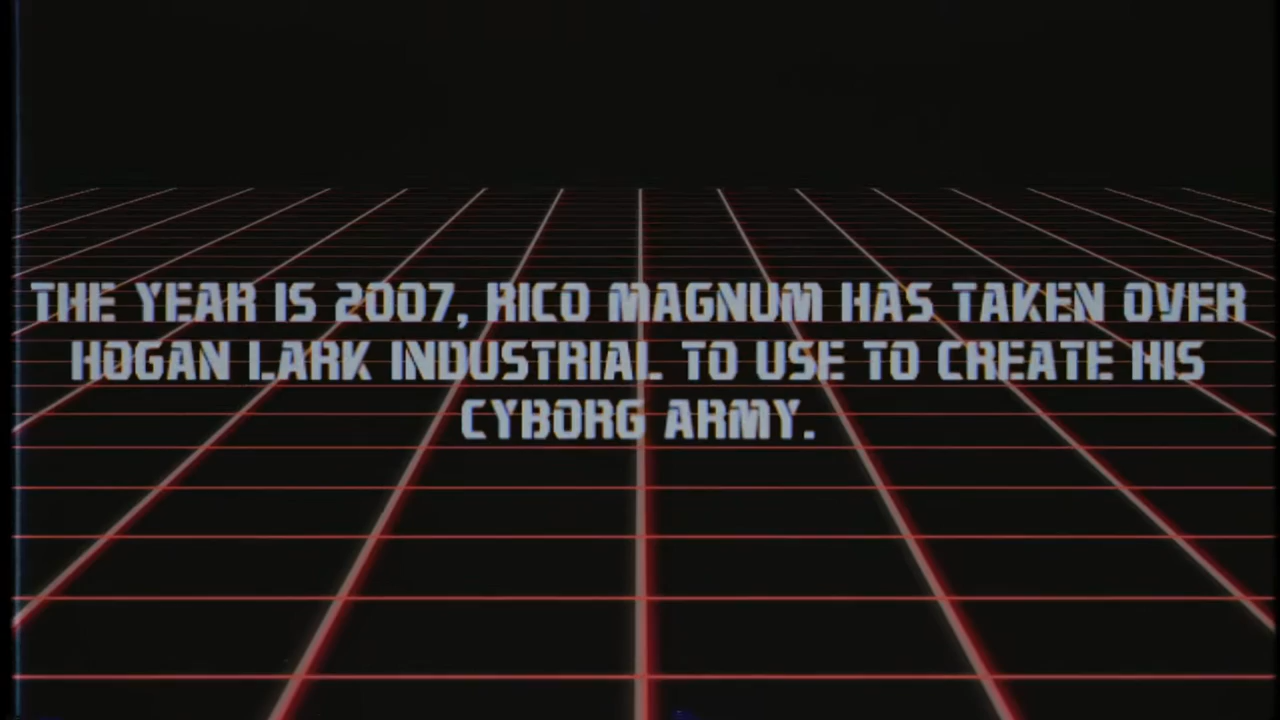 THE YEAR IS 2007, RICO MAGNUM HAS TAKEN OVER
HOGAN LARK INDUSTRIAL TO USE TO CREATE HIS
CYBORG ARMY.